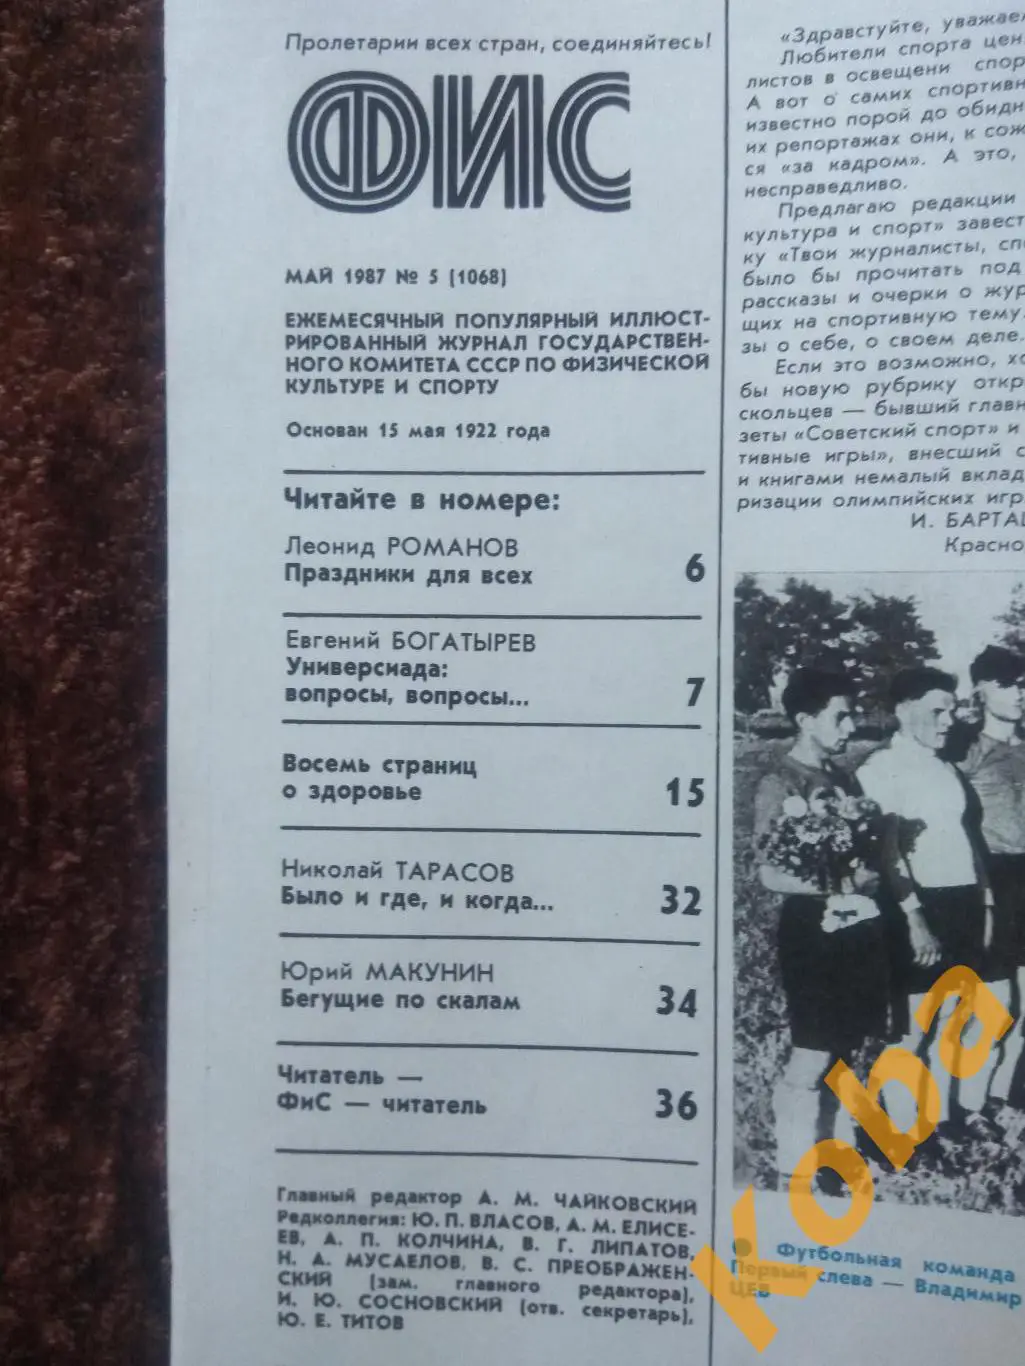 Пролетарии всех стран, соединяйтесь!
ФИС
МАЙ 1987 № 5 (1068)
ЕЖЕМЕСЯЧНЫЙ ПОПУЛЯРНЫЙ ИЛЛЮСТ-
РИРОВАННЫЙ ЖУРНАЛ ГОСУДАРСТВЕН-
НОГО КОМИТЕТА СССР ПО ФИЗИЧЕСКОЙ
КУЛЬТУРЕ И СПОРТУ
Основан 15 мая 1922 года
Читайте в номере:
Леонид РОМАНОВ
Праздники для всех 6
Евгений БОГАТЫРЕВ
Универсиада:
вопросы, вопросы... 7
Восемь страниц
о здоровье 15
Николай ТАРАСОВ
Было и где, и когда... 32
Юрий МАКУНИН
Бегущие по скалам 34
Читатель —
ФиС — читатель 36
Главный редактор А. М. ЧАЙКОВСКИЙ
Редколлегия: Ю. П. ВЛАСОВ, А. М. ЕЛИСЕ-
ЕВ, А. П. КОЛЧИНА, В. Г. ЛИПАТОВ,
Н. А. МУСАЕЛОВ, В. С. ПРЕОБРАЖЕН-
СКИЙ (зам. главного редактора),
И. Ю. СОСНОВСКИЙ (отв. секретарь),
Ю. Е. ТИТОВ
«Здравствуйте, уважае
Любители спорта цен
листов в освещени спор
А вот о самих спортивн
известно порой до обидн
их репортажах они, к сож
ся «за кадром». А это,
несправедливо.
Предлагаю редакции
культура и спорт» завест
ку «Твои журналисты, спо
было бы прочитать под
рассказы и очерки о жур
щих на спортивную тему.
зы о себе, о своем деле.
Если это возможно, хо
бы новую рубрику откр
скольцев — бывший главн
зеты «Советский спорт» и
тивные игры», внесший с
и книгами немалый вклад
ризации олимпийских игр
И. БАРТА
Красно
Футбольная команда
Первый слева — Владимир
ЦЕВ
Koba